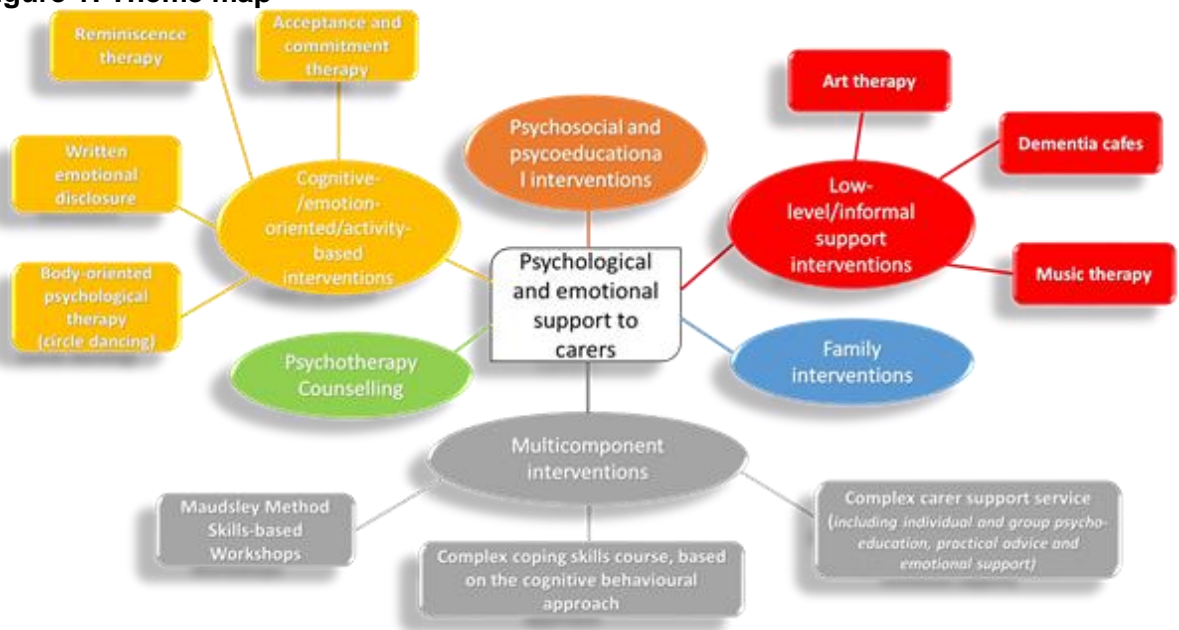 Figure 1: Theme map
Reminiscence
therapy
Acceptance and
commitment
therapy
Written
emotional
disclosure
Body-oriented
psychological
therapy
(circle dancing)
Cognitive-
/emotion-
oriented/activity-
based
interventions
Psychosocial and
psycoeducationa
l interventions
Art therapy
Dementia cafes
Music therapy
Low-
level/informal
support
interventions
Psychological
and emotional
support to
carers
Psychotherapy
Counselling
Family
interventions
Multicomponent
interventions
Maudsley Method
Skills-based
Workshops
Complex coping skills course, based
on the cognitive behavioural
approach
Complex carer support service
(including individual and group psycho-
education, practical advice and
emotional support)